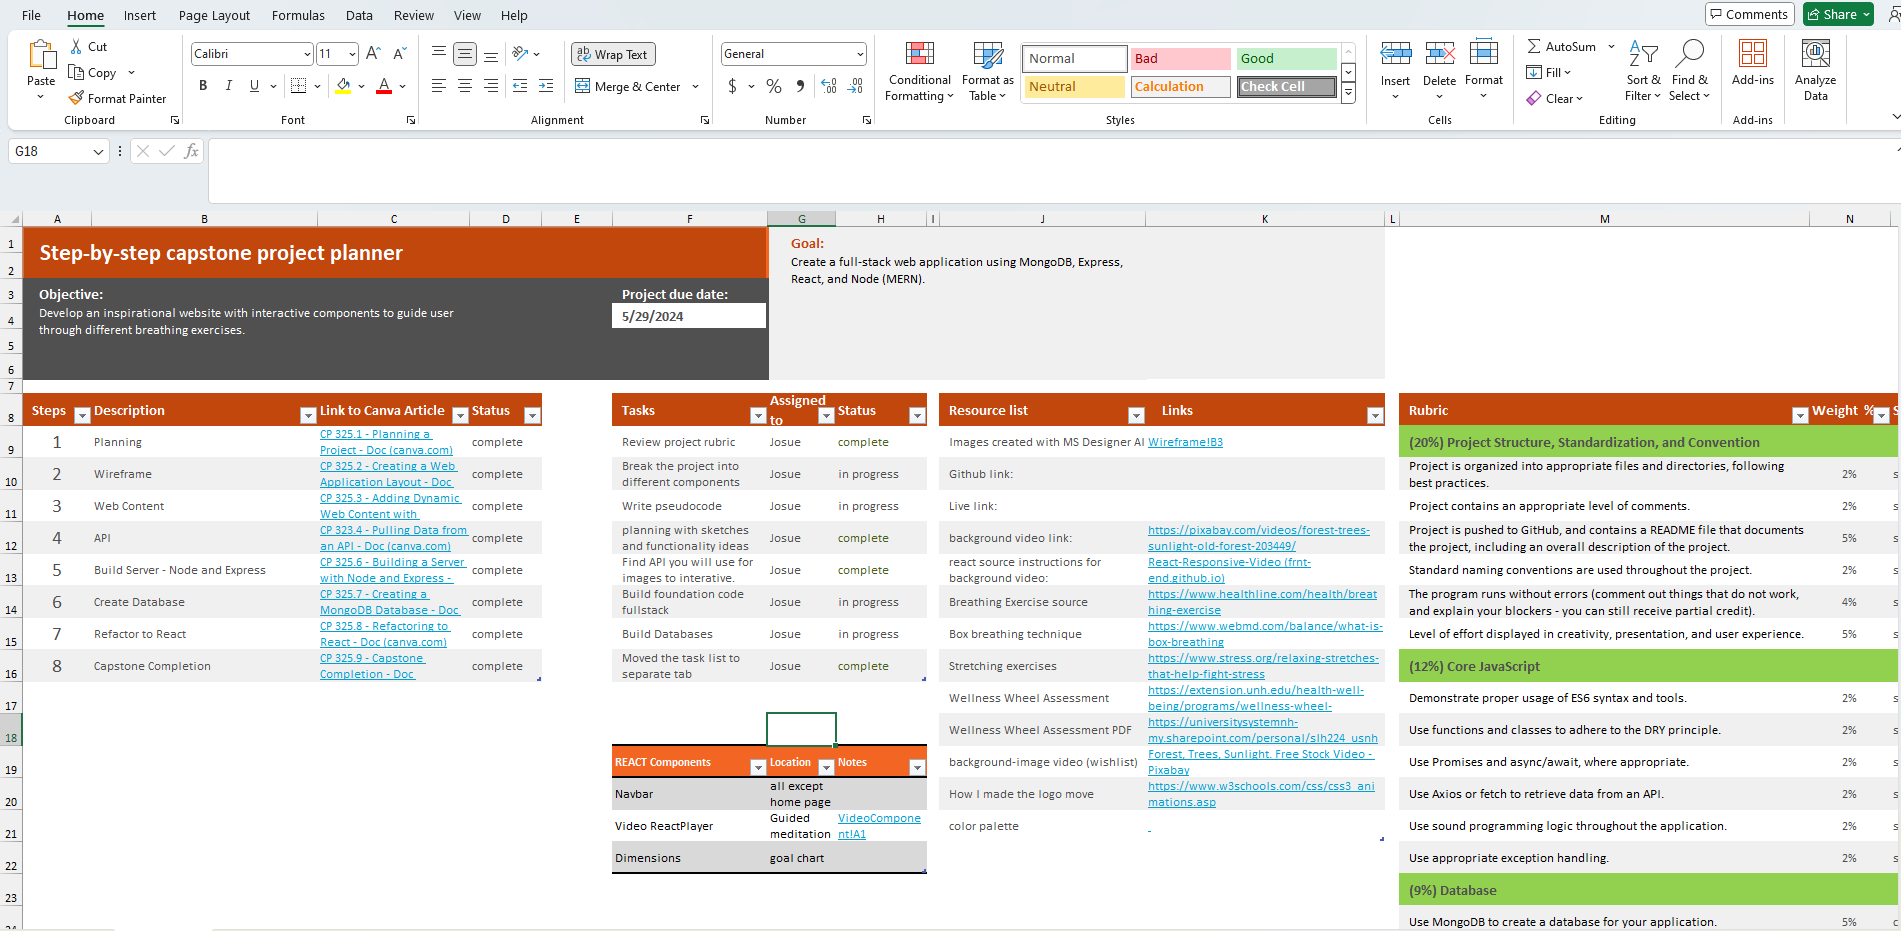 File Home Insert Page Layout Formulas Data Review View Help Comments Share
Paste Cut Copy Format Painter Clipboard
Calibri 11 B I U Font
Wrap Text Merge & Center Alignment
General $ % Number
Conditional Formatting Format as Table
Normal Bad Good
Neutral Calculation Check Cell
Styles
Insert Delete Format Cells
AutoSum Fill Clear Sort & Filter Find & Select Editing
Add-ins Add-ins
Analyze Data
G18 fx
A B C D E F G H I J K L M N
1
2
3
4
5
6
7
8
9
10
11
12
13
14
15
16
17
18
19
20
21
22
23
24
Step-by-step capstone project planner
Goal:
Create a full-stack web application using MongoDB, Express,
React, and Node (MERN).
Objective:
Develop an inspirational website with interactive components to guide user
through different breathing exercises.
Project due date:
5/29/2024
Steps Description Link to Canva Article Status
1 Planning CP 325.1 - Planning a Project - Doc (canva.com) complete
2 Wireframe CP 325.2 - Creating a Web Application Layout - Doc complete
3 Web Content CP 325.3 - Adding Dynamic Web Content with complete
4 API CP 323.4 - Pulling Data from an API - Doc (canva.com) complete
5 Build Server - Node and Express CP 325.6 - Building a Server with Node and Express - complete
6 Create Database CP 325.7 - Creating a MongoDB Database - Doc complete
7 Refactor to React CP 325.8 - Refactoring to React - Doc (canva.com) complete
8 Capstone Completion CP 325.9 - Capstone Completion - Doc complete
Tasks Assigned to Status
Review project rubric Josue complete
Break the project into different components Josue in progress
Write pseudocode Josue in progress
planning with sketches and functionality ideas Josue complete
Find API you will use for images to interative. Josue complete
Build foundation code fullstack Josue in progress
Build Databases Josue in progress
Moved the task list to separate tab Josue complete
REACT Components Location Notes
Navbar all except home page
Video ReactPlayer Guided meditation VideoComponent!A1
Dimensions goal chart
Resource list Links
Images created with MS Designer AI Wireframe!B3
Github link:
Live link:
background video link: https://pixabay.com/videos/forest-trees-sunlight-old-forest-203449/
react source instructions for background video: React-Responsive-Video (frnt-end.github.io)
Breathing Exercise source https://www.healthline.com/health/breathing-exercise
Box breathing technique https://www.webmd.com/balance/what-is-box-breathing
Stretching exercises https://www.stress.org/relaxing-stretches-that-help-fight-stress
Wellness Wheel Assessment https://extension.unh.edu/health-well-being/programs/wellness-wheel-
Wellness Wheel Assessment PDF https://universitysystemnh-my.sharepoint.com/personal/slh224_usnh
background-image video (wishlist) Forest, Trees, Sunlight. Free Stock Video - Pixabay
How I made the logo move https://www.w3schools.com/css/css3_animations.asp
color palette
Rubric Weight % S
(20%) Project Structure, Standardization, and Convention
Project is organized into appropriate files and directories, following best practices. 2% s
Project contains an appropriate level of comments. 2% s
Project is pushed to GitHub, and contains a README file that documents the project, including an overall description of the project. 5% s
Standard naming conventions are used throughout the project. 2% s
The program runs without errors (comment out things that do not work, and explain your blockers - you can still receive partial credit). 4% s
Level of effort displayed in creativity, presentation, and user experience. 5% s
(12%) Core JavaScript
Demonstrate proper usage of ES6 syntax and tools. 2% s
Use functions and classes to adhere to the DRY principle. 2% s
Use Promises and async/await, where appropriate. 2% s
Use Axios or fetch to retrieve data from an API. 2% s
Use sound programming logic throughout the application. 2% s
Use appropriate exception handling. 2% s
(9%) Database
Use MongoDB to create a database for your application. 5% c